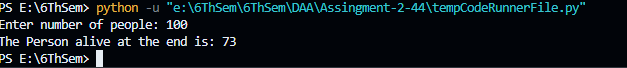 PS E:\6ThSem> python -u "e:\6ThSem\6ThSem\DAA\Assingment-2-44\tempCodeRunnerFile.py"
Enter number of people: 100
The Person alive at the end is: 73
PS E:\6ThSem>